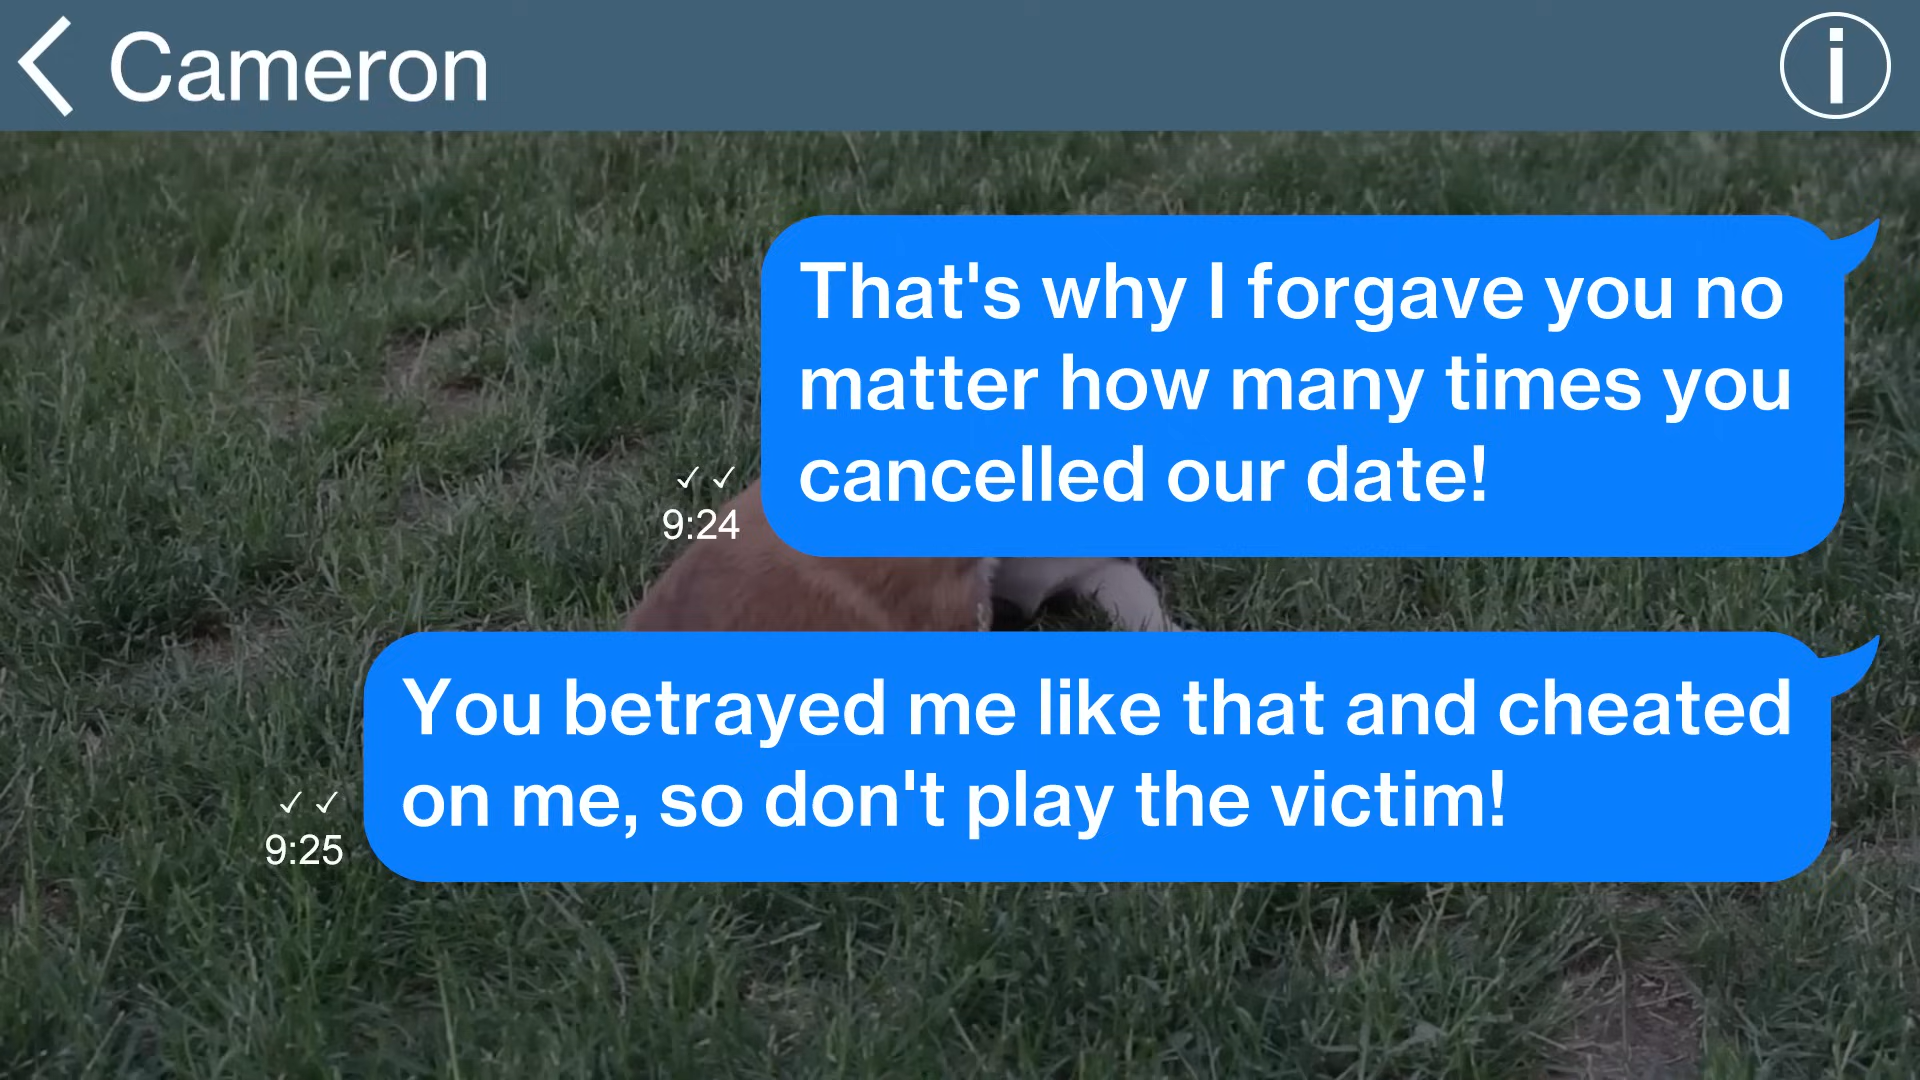 Cameron
That's why I forgave you no
matter how many times you
cancelled our date!
✓✓
9:24
You betrayed me like that and cheated
on me, so don't play the victim!
✓✓
9:25